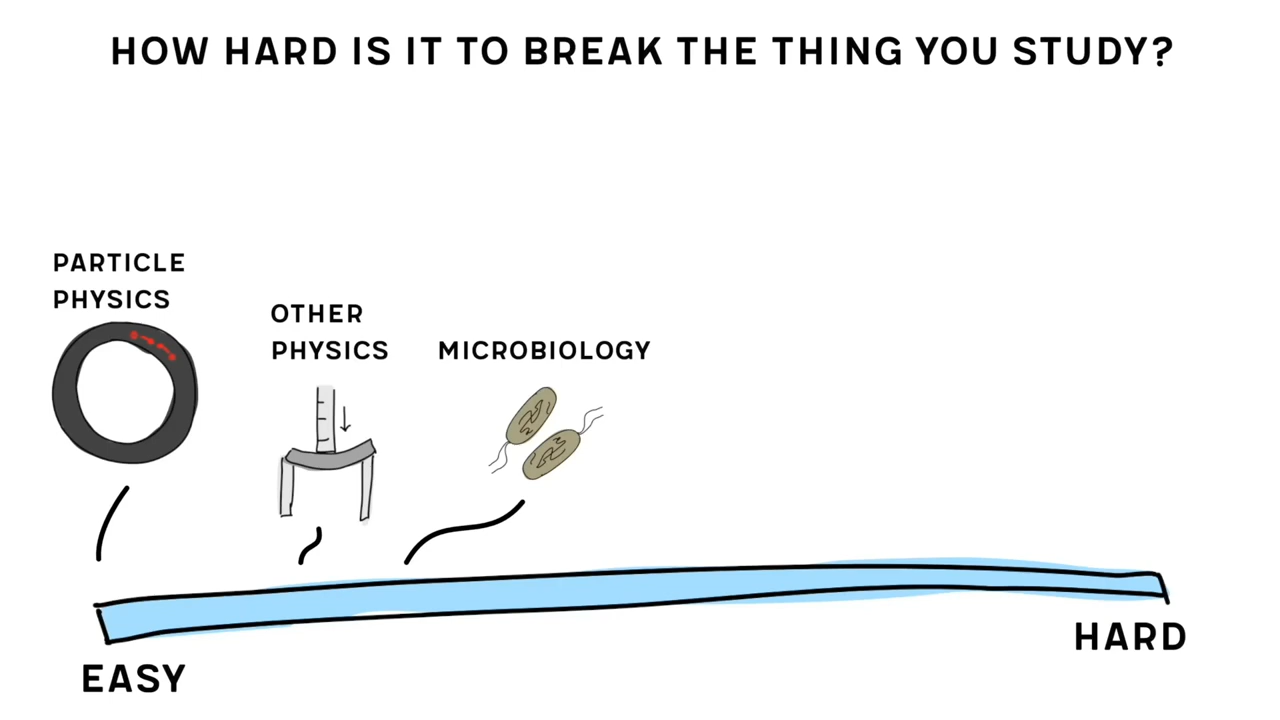 HOW HARD IS IT TO BREAK THE THING YOU STUDY?
PARTICLE
PHYSICS
OTHER
PHYSICS
MICROBIOLOGY
EASY
HARD